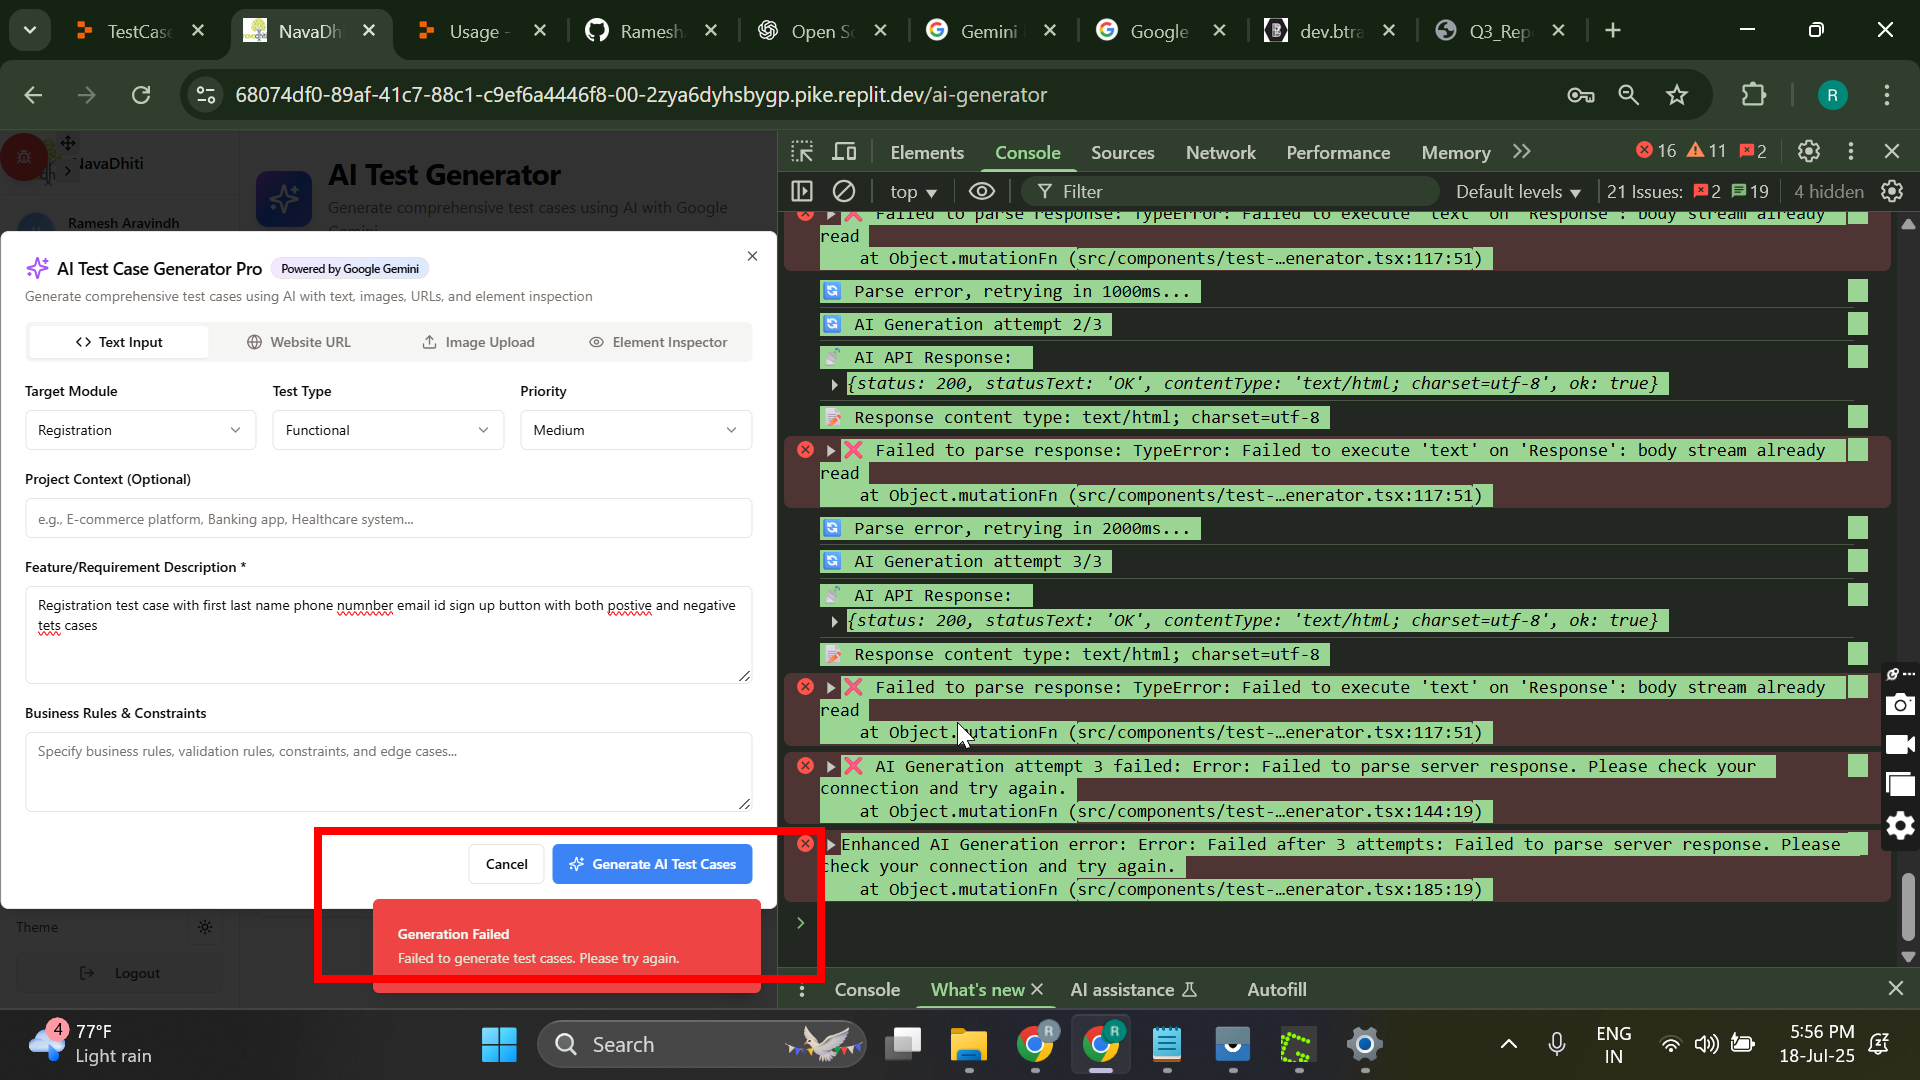 TestCase
NavaDh
Usage -
Ramesh
Open So
Gemini
Google
dev.btra
Q3_Rep
68074df0-89af-41c7-88c1-c9ef6a4446f8-00-2zya6dyhsbygp.pike.replit.dev/ai-generator
R
NavaDhiti
Ramesh Aravindh
AI Test Generator
Generate comprehensive test cases using AI with Google
Gemini
AI Test Case Generator Pro
Powered by Google Gemini
Generate comprehensive test cases using AI with text, images, URLs, and element inspection
Text Input
Website URL
Image Upload
Element Inspector
Target Module
Test Type
Priority
Registration
Functional
Medium
Project Context (Optional)
e.g., E-commerce platform, Banking app, Healthcare system...
Feature/Requirement Description *
Registration test case with first last name phone numnber email id sign up button with both postive and negative
tets cases
Business Rules & Constraints
Specify business rules, validation rules, constraints, and edge cases...
Cancel
Generate AI Test Cases
Generation Failed
Failed to generate test cases. Please try again.
Theme
Logout
Elements
Console
Sources
Network
Performance
Memory
16
11
2
top
Filter
Default levels
21 Issues:
2
19
4 hidden
Failed to parse response: TypeError: Failed to execute 'text' on 'Response': body stream already
read
at Object.mutationFn (src/components/test-…enerator.tsx:117:51)
Parse error, retrying in 1000ms...
AI Generation attempt 2/3
AI API Response:
{status: 200, statusText: 'OK', contentType: 'text/html; charset=utf-8', ok: true}
Response content type: text/html; charset=utf-8
Failed to parse response: TypeError: Failed to execute 'text' on 'Response': body stream already
read
at Object.mutationFn (src/components/test-…enerator.tsx:117:51)
Parse error, retrying in 2000ms...
AI Generation attempt 3/3
AI API Response:
{status: 200, statusText: 'OK', contentType: 'text/html; charset=utf-8', ok: true}
Response content type: text/html; charset=utf-8
Failed to parse response: TypeError: Failed to execute 'text' on 'Response': body stream already
read
at Object.mutationFn (src/components/test-…enerator.tsx:117:51)
AI Generation attempt 3 failed: Error: Failed to parse server response. Please check your
connection and try again.
at Object.mutationFn (src/components/test-…enerator.tsx:144:19)
Enhanced AI Generation error: Error: Failed after 3 attempts: Failed to parse server response. Please
check your connection and try again.
at Object.mutationFn (src/components/test-…enerator.tsx:185:19)
Console
What's new
AI assistance
Autofill
4
77°F
Light rain
Search
R
R
ENG
IN
5:56 PM
18-Jul-25